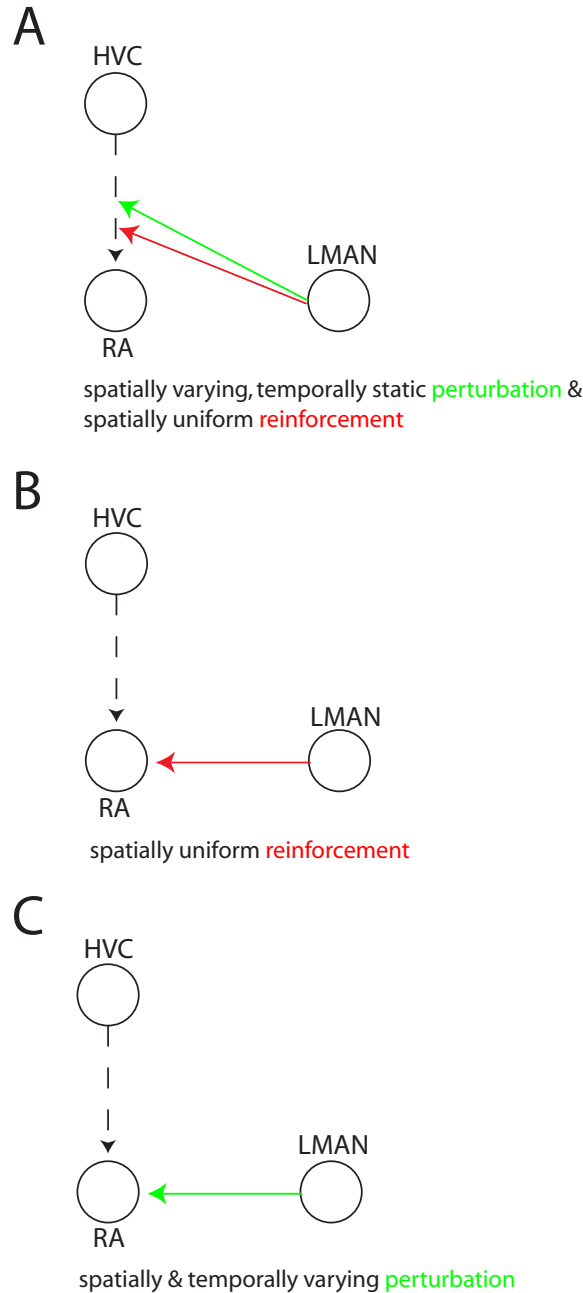 A
HVC
LMAN
RA
spatially varying, temporally static perturbation &
spatially uniform reinforcement
B
HVC
LMAN
RA
spatially uniform reinforcement
C
HVC
LMAN
RA
spatially & temporally varying perturbation